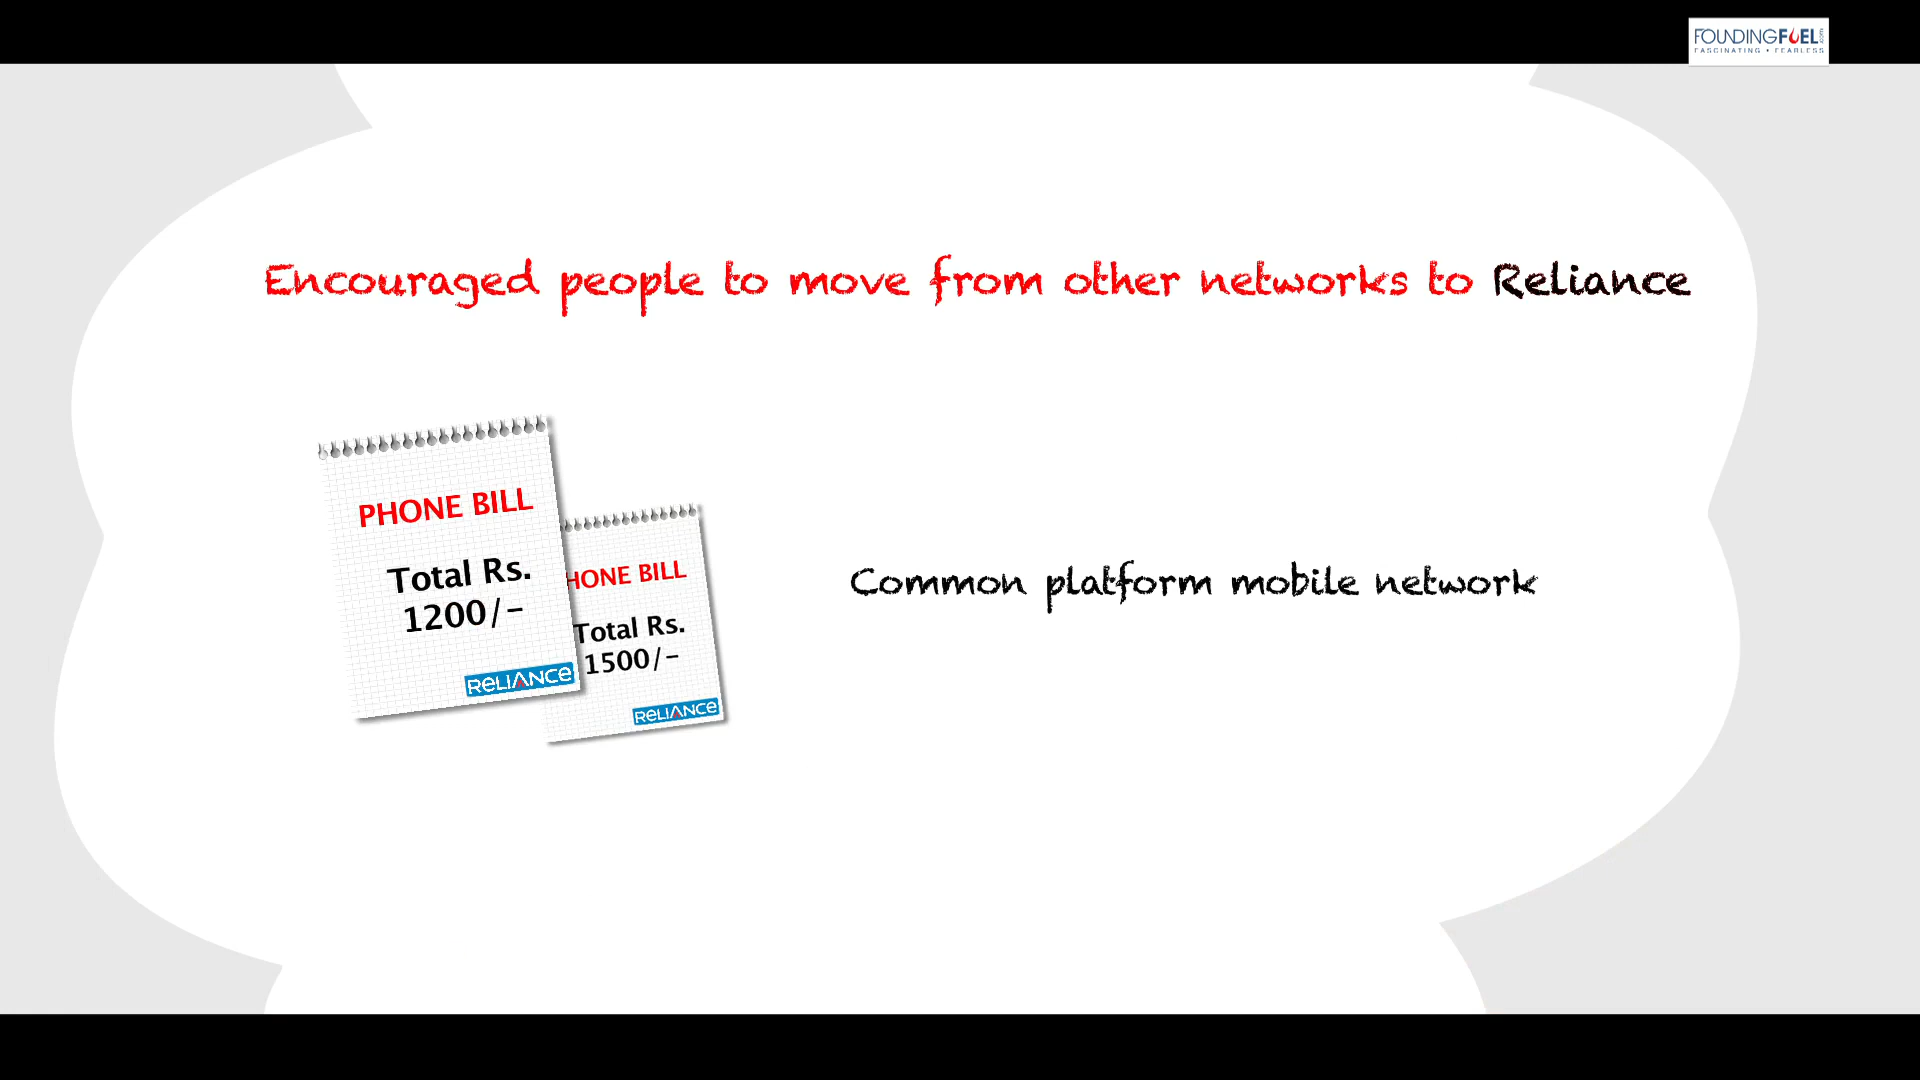 FOUNDINGFUEL.com
FASCINATING • FEARLESS
Encouraged people to move from other networks to Reliance
PHONE BILL
Total Rs.
1200/-
RELIANCE
HONE BILL
Total Rs.
1500/-
RELIANCE
Common platform mobile network